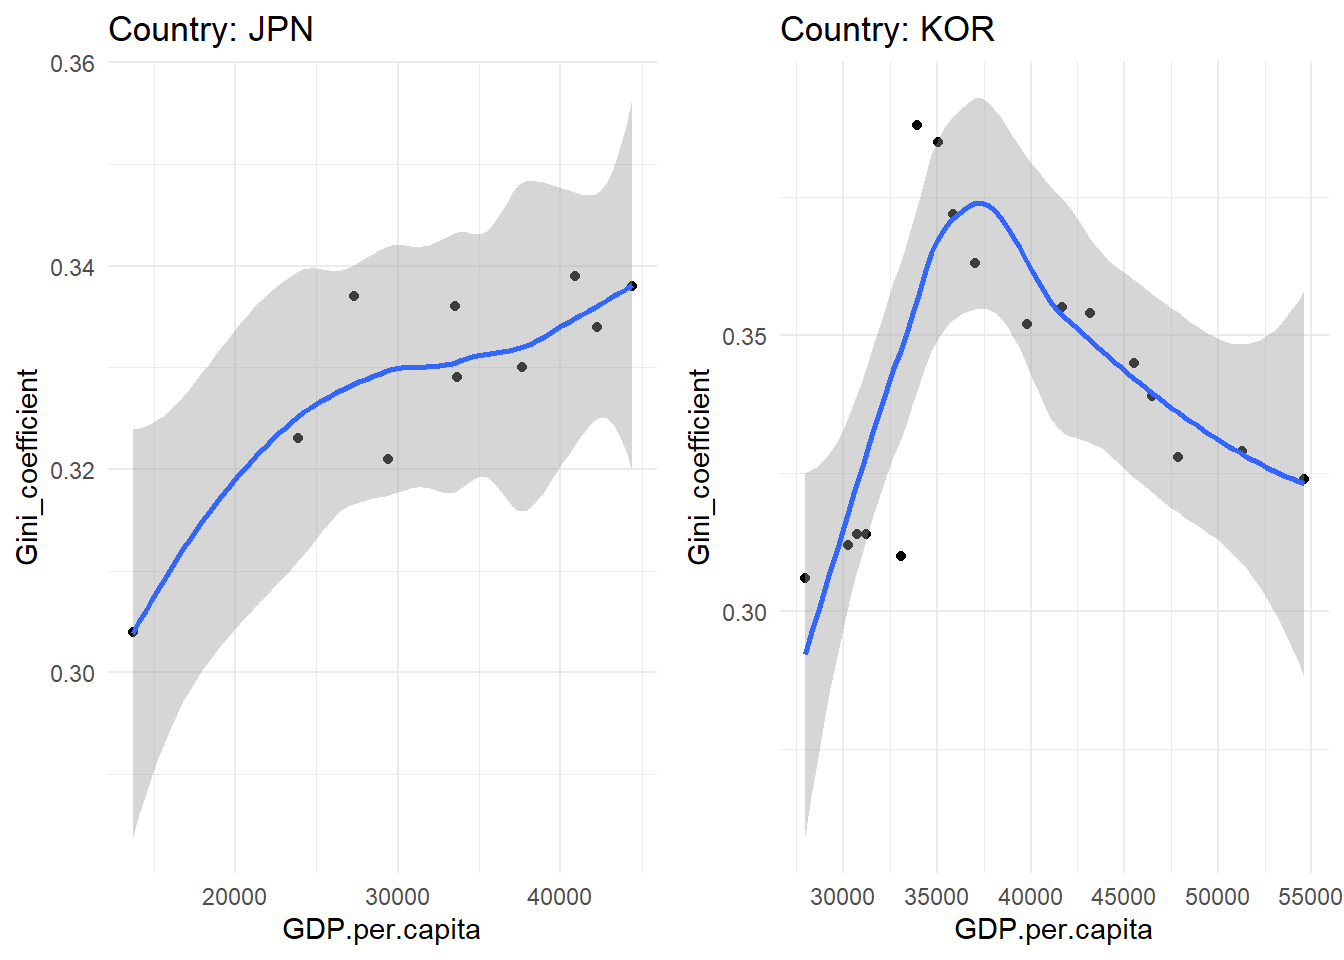 Country: JPN
Gini_coefficient
0.36
0.34
0.32
0.30
20000 30000 40000
GDP.per.capita
Country: KOR
Gini_coefficient
0.35
0.30
30000 35000 40000 45000 50000 55000
GDP.per.capita